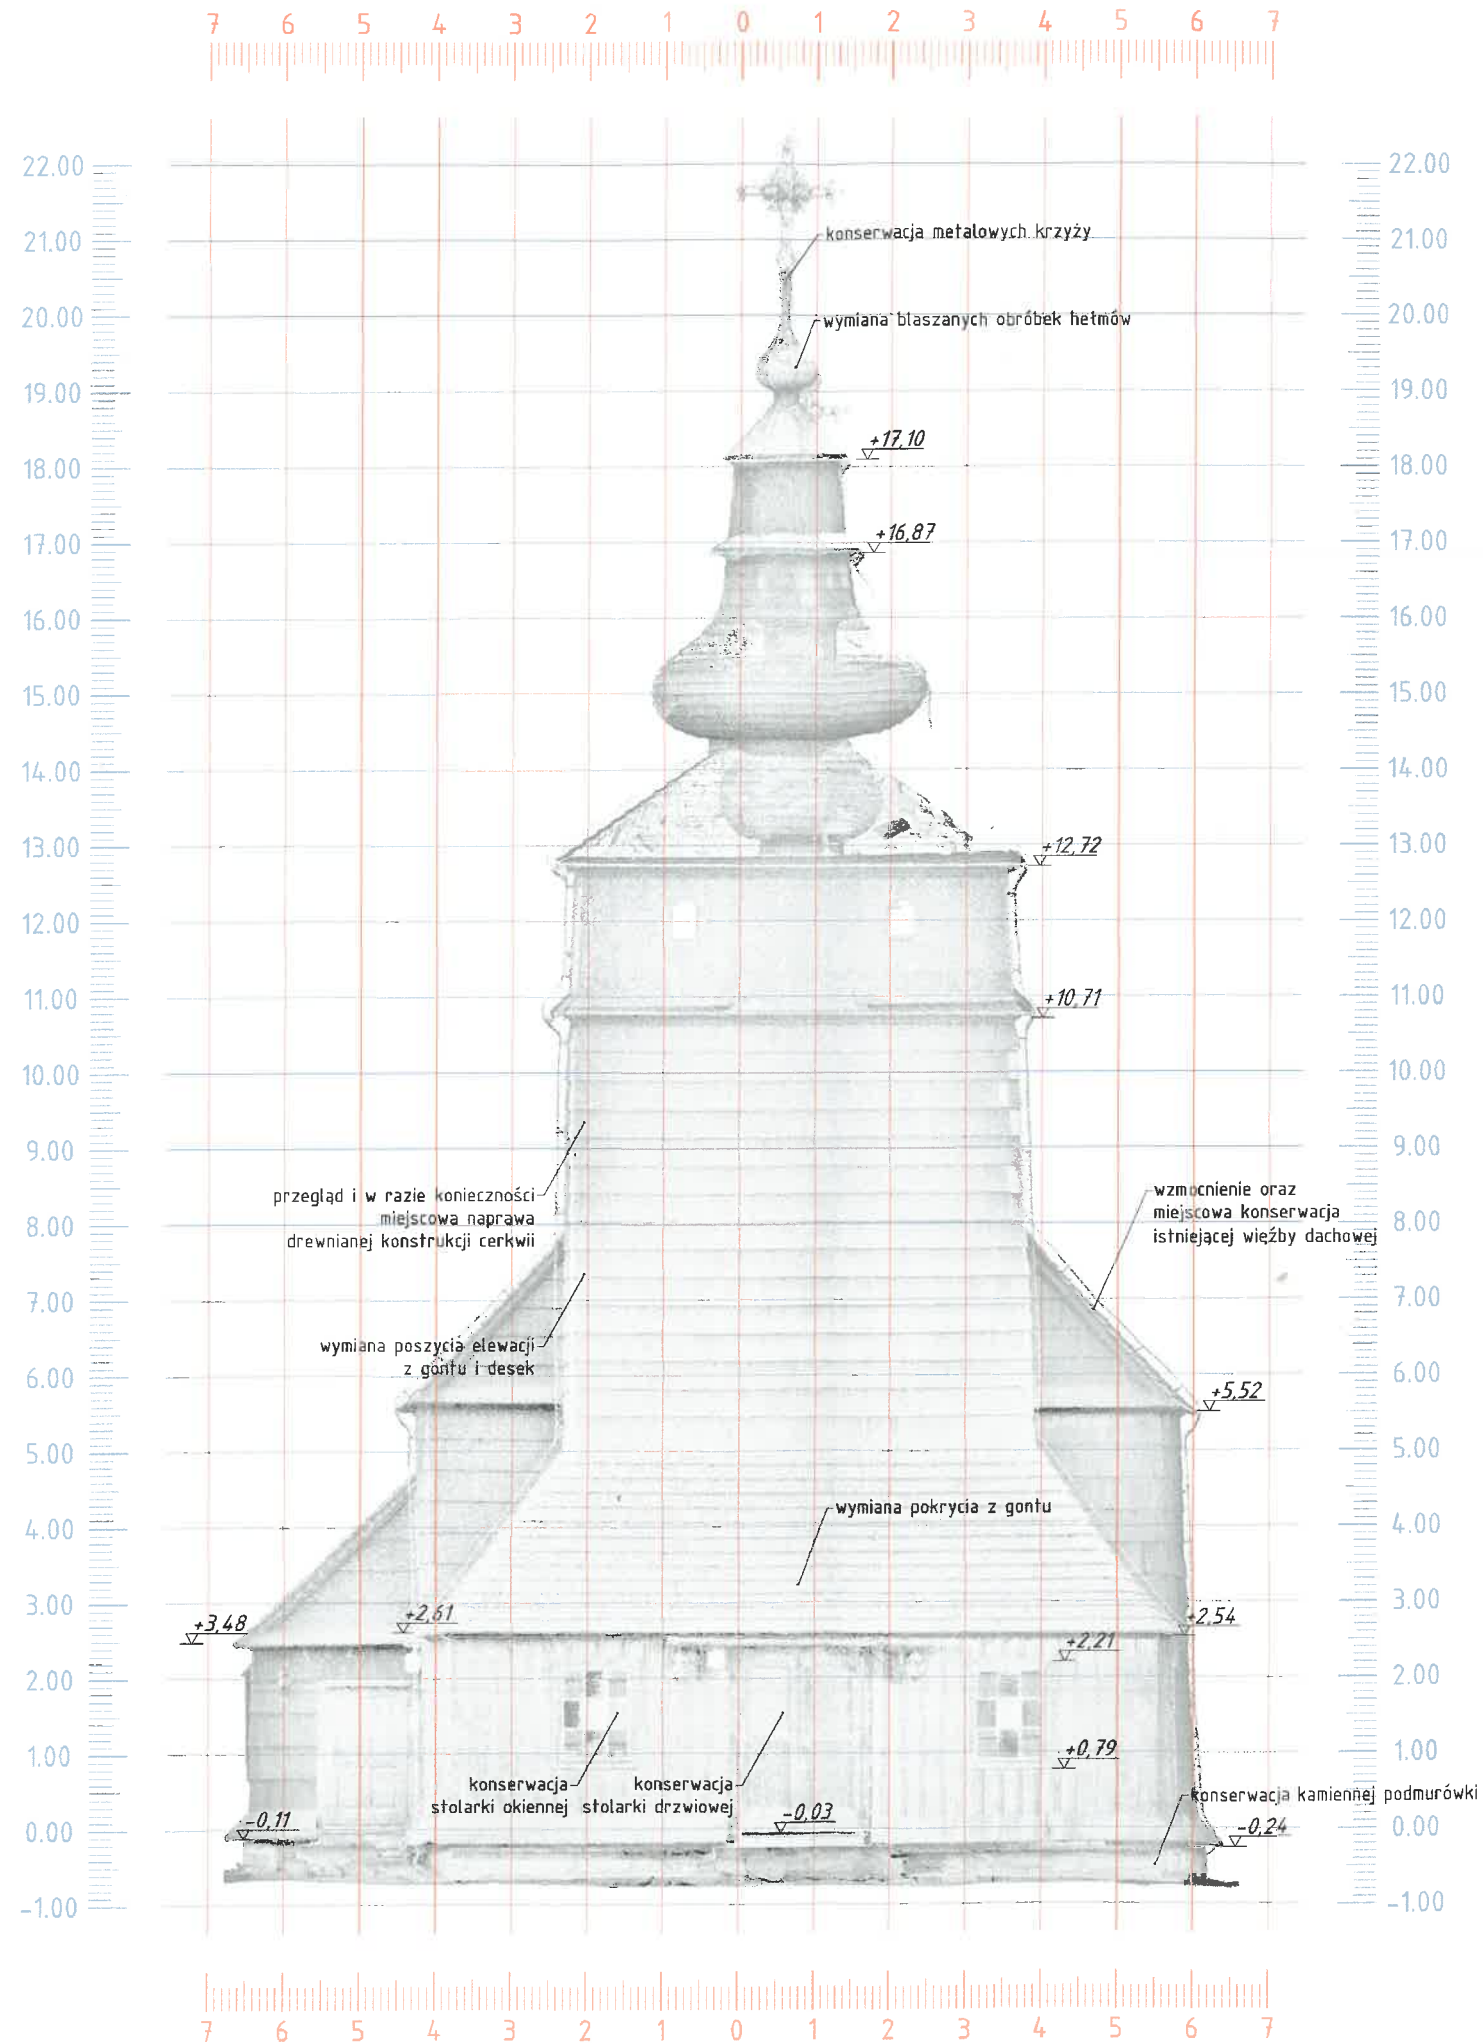 7 6 5 4 3 2 1 0 1 2 3 4 5 6 7
22.00 22.00
konserwacja metalowych krzyży
21.00 21.00
wymiana blaszanych obróbek hełmów
20.00 20.00
19.00 19.00
+17,10
18.00 18.00
+16,87
17.00 17.00
16.00 16.00
15.00 15.00
14.00 14.00
+12,72
13.00 13.00
12.00 12.00
+10,71
11.00 11.00
10.00 10.00
9.00 9.00
przegląd i w razie konieczności
miejscowa naprawa
drewnianej konstrukcji cerkwii
wzmocnienie oraz
miejscowa konserwacja
istniejącej więźby dachowej
8.00 8.00
7.00 7.00
wymiana poszycia elewacji
z gontu i desek
6.00 6.00
+5,52
5.00 5.00
wymiana pokrycia z gontu
4.00 4.00
3.00 3.00
+3,48 +2,61 +2,54
+2,21
2.00 2.00
+0,79
1.00 1.00
konserwacja
stolarki okiennej
konserwacja
stolarki drzwiowej
konserwacja kamiennej podmurówki
-0,11 -0,03 -0,24
0.00 0.00
-1.00 -1.00
7 6 5 4 3 2 1 0 1 2 3 4 5 6 7